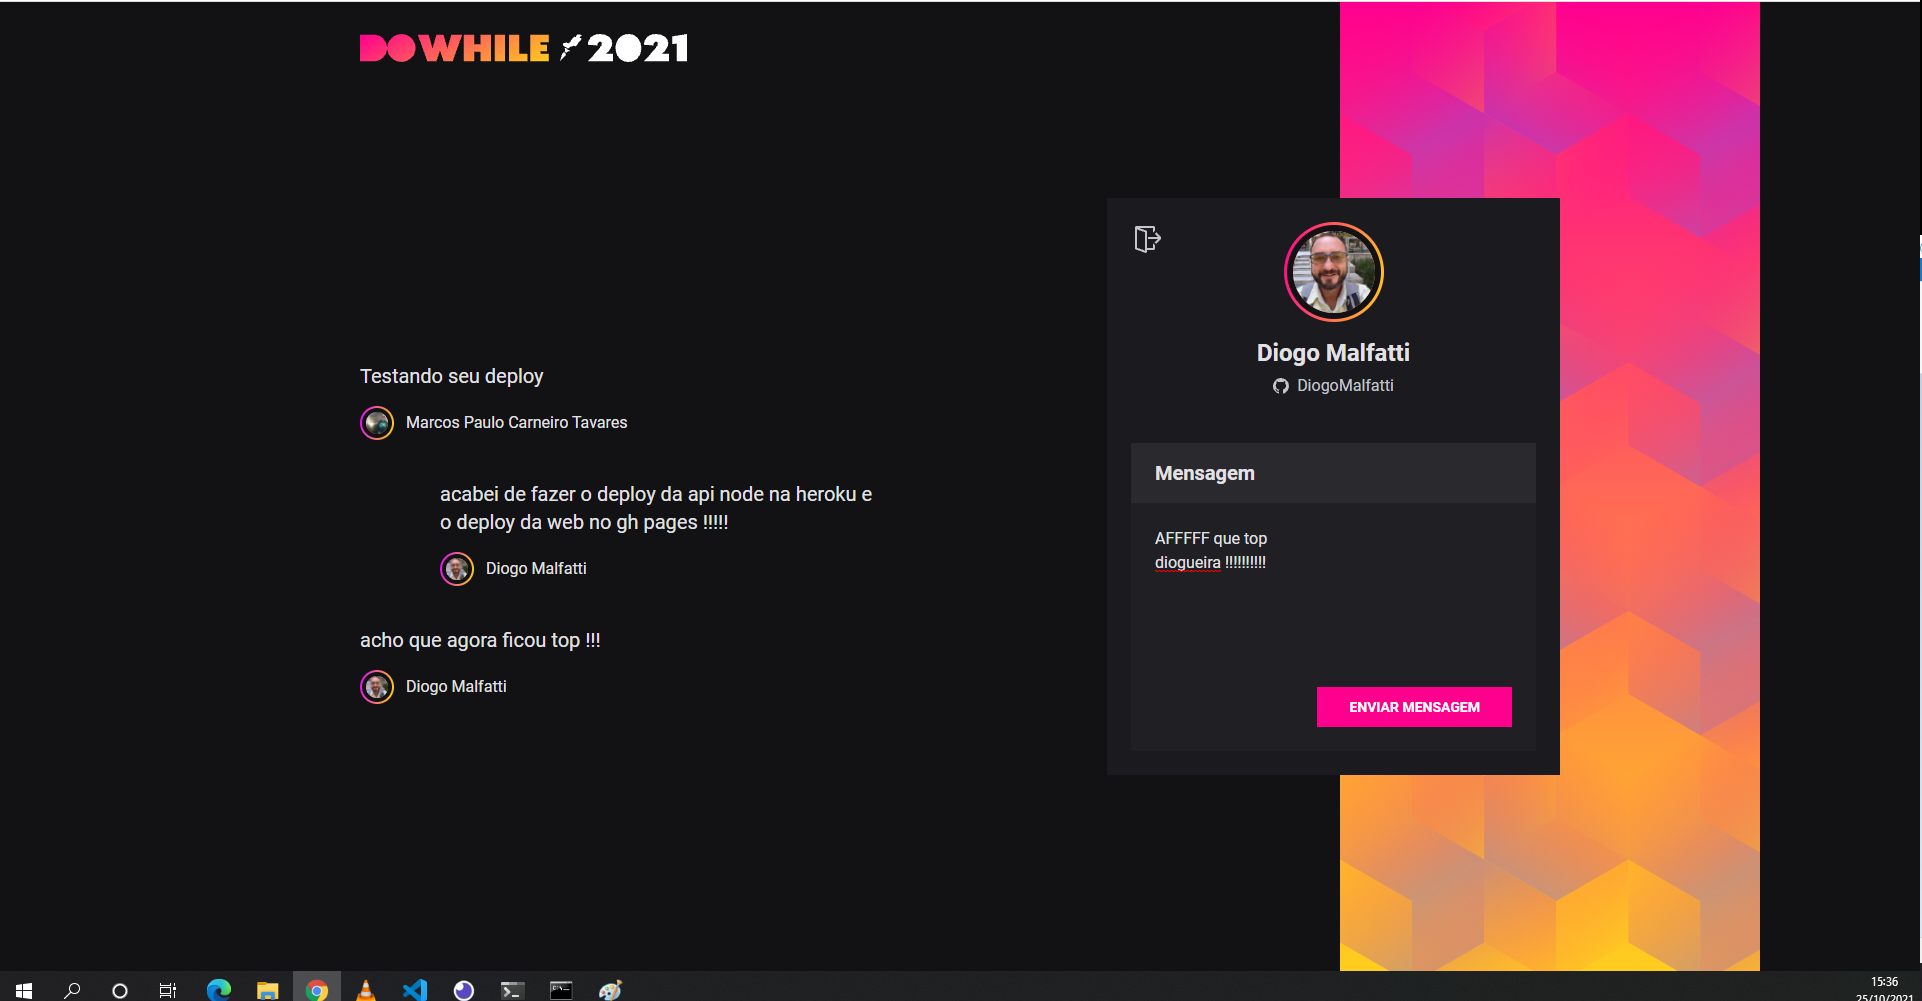 DOWHILE 2021
Testando seu deploy
Marcos Paulo Carneiro Tavares
acabei de fazer o deploy da api node na heroku e
o deploy da web no gh pages !!!!!
Diogo Malfatti
acho que agora ficou top !!!
Diogo Malfatti
Diogo Malfatti
DiogoMalfatti
Mensagem
AFFFFF que top
diogueira !!!!!!!!!!
ENVIAR MENSAGEM
15:36
25/10/2021